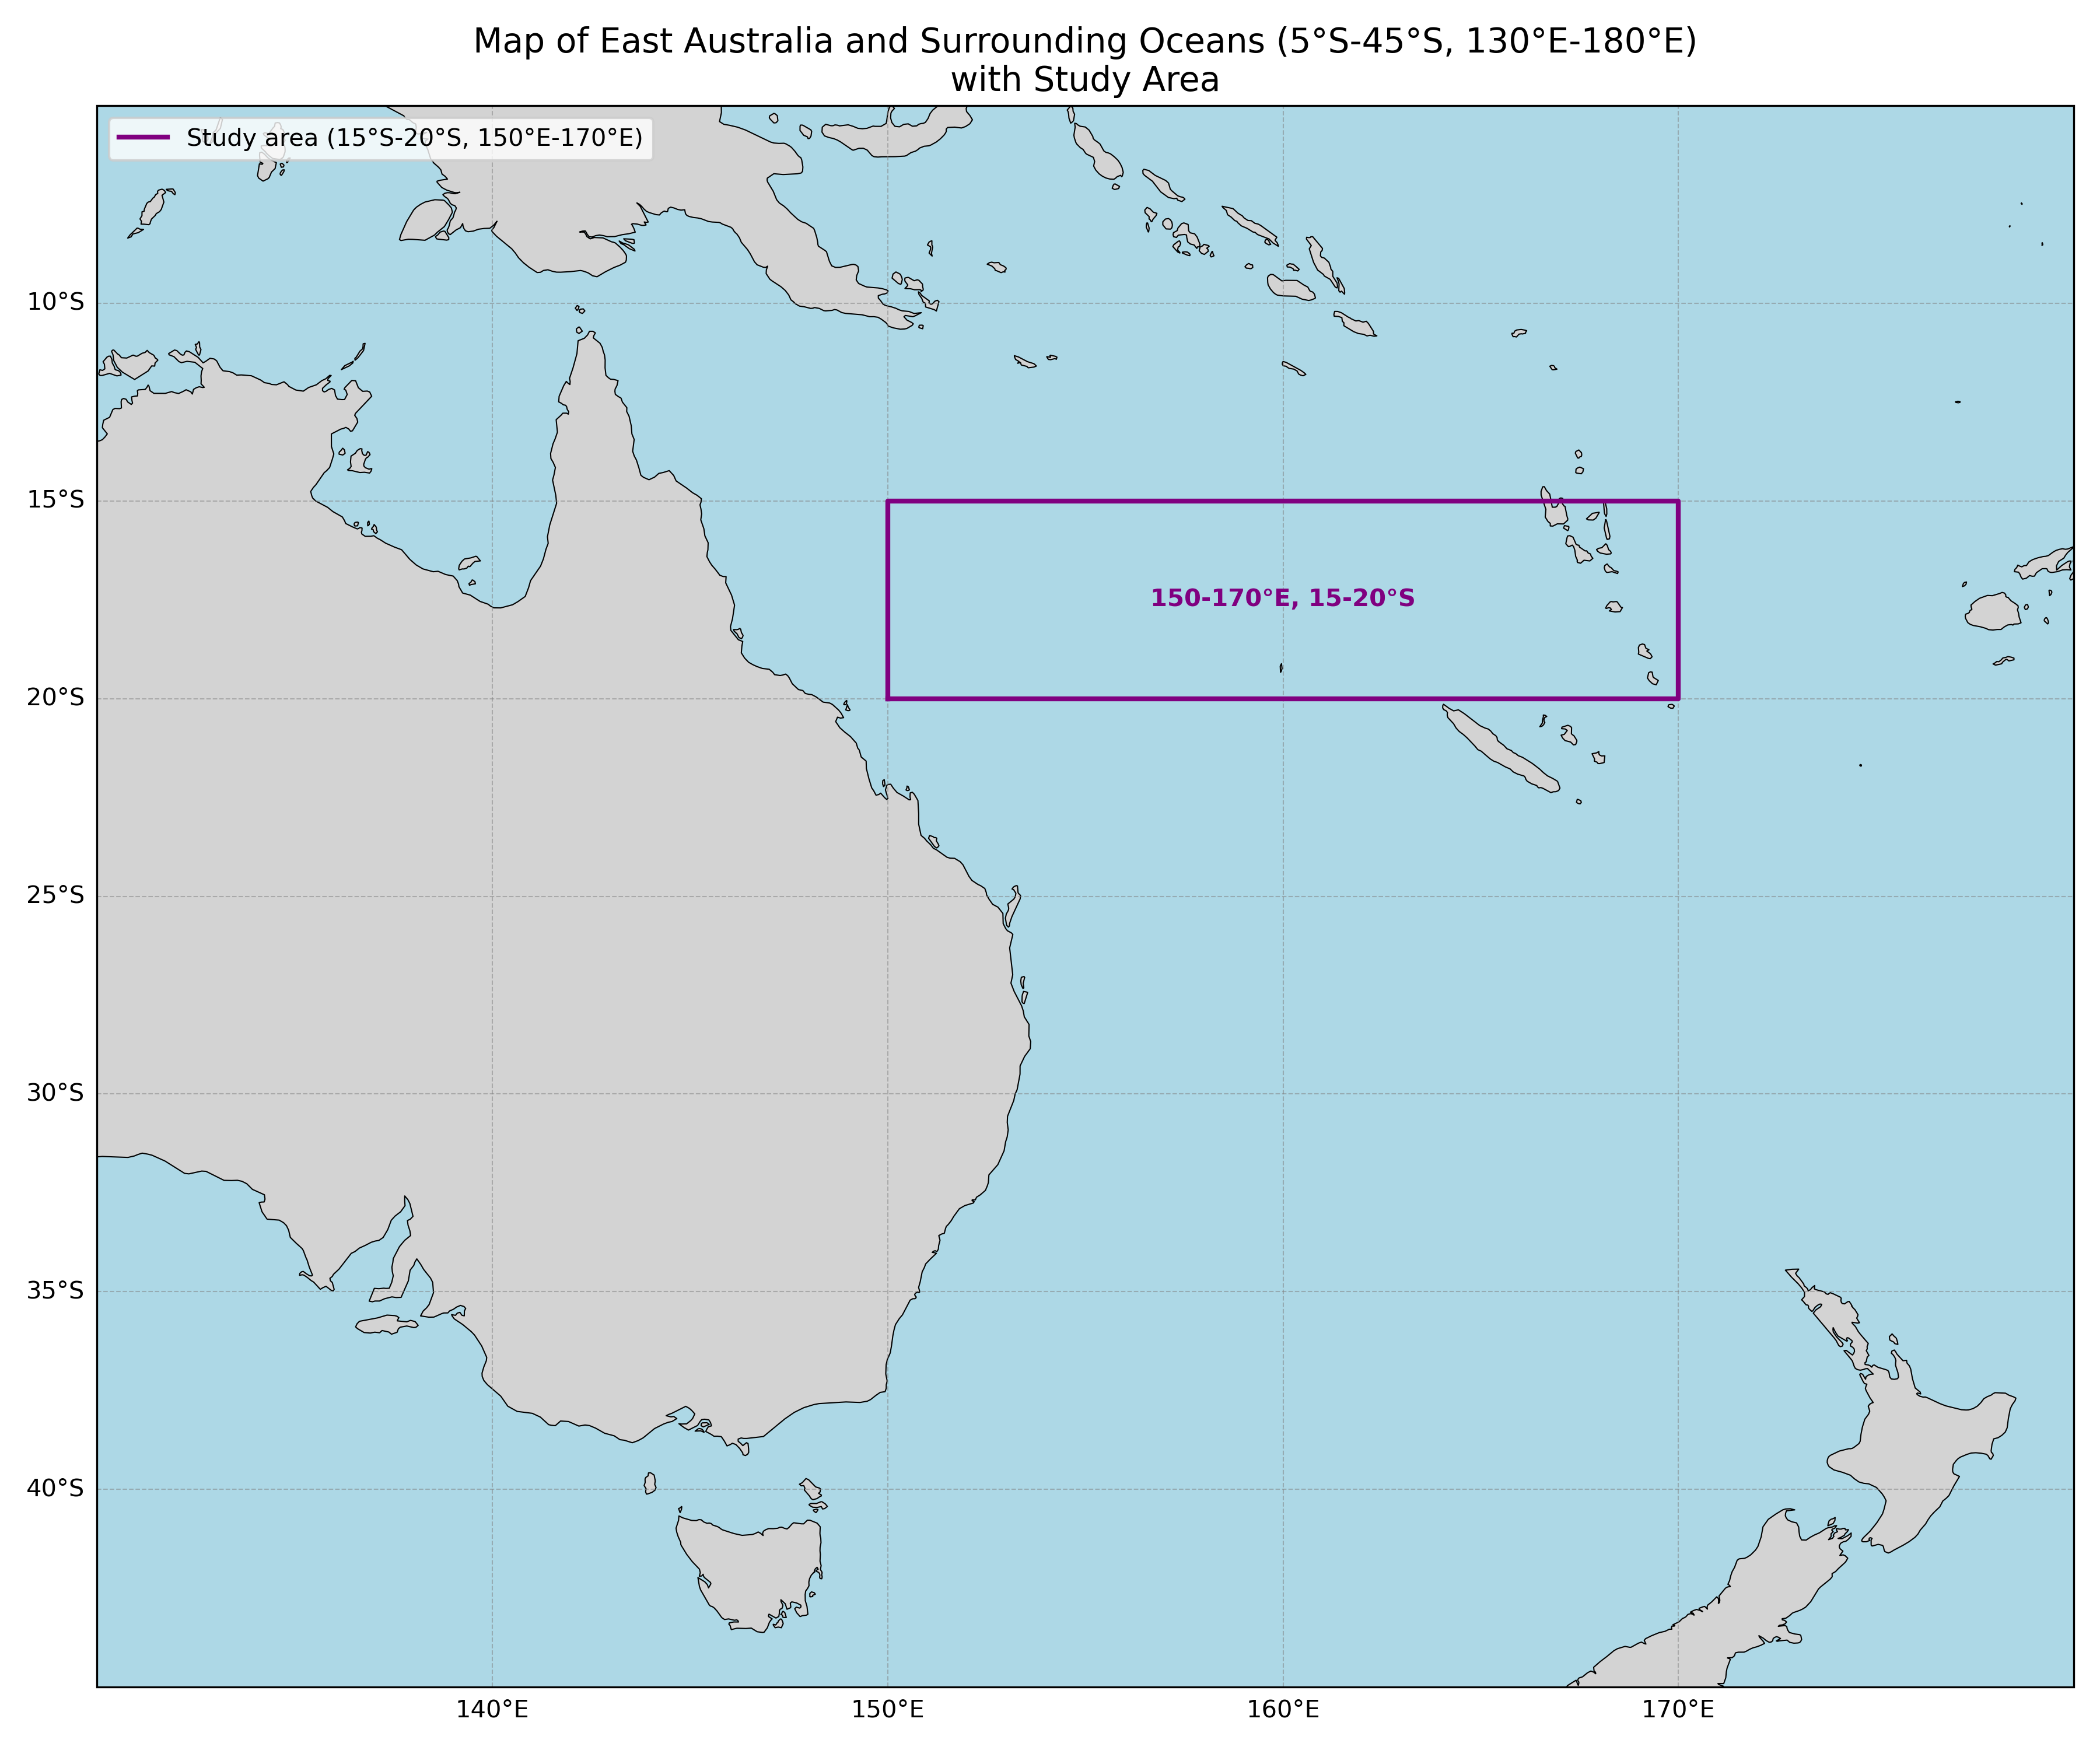 Map of East Australia and Surrounding Oceans (5°S-45°S, 130°E-180°E)
with Study Area
Study area (15°S-20°S, 150°E-170°E)
10°S
15°S
150-170°E, 15-20°S
20°S
25°S
30°S
35°S
40°S
140°E
150°E
160°E
170°E